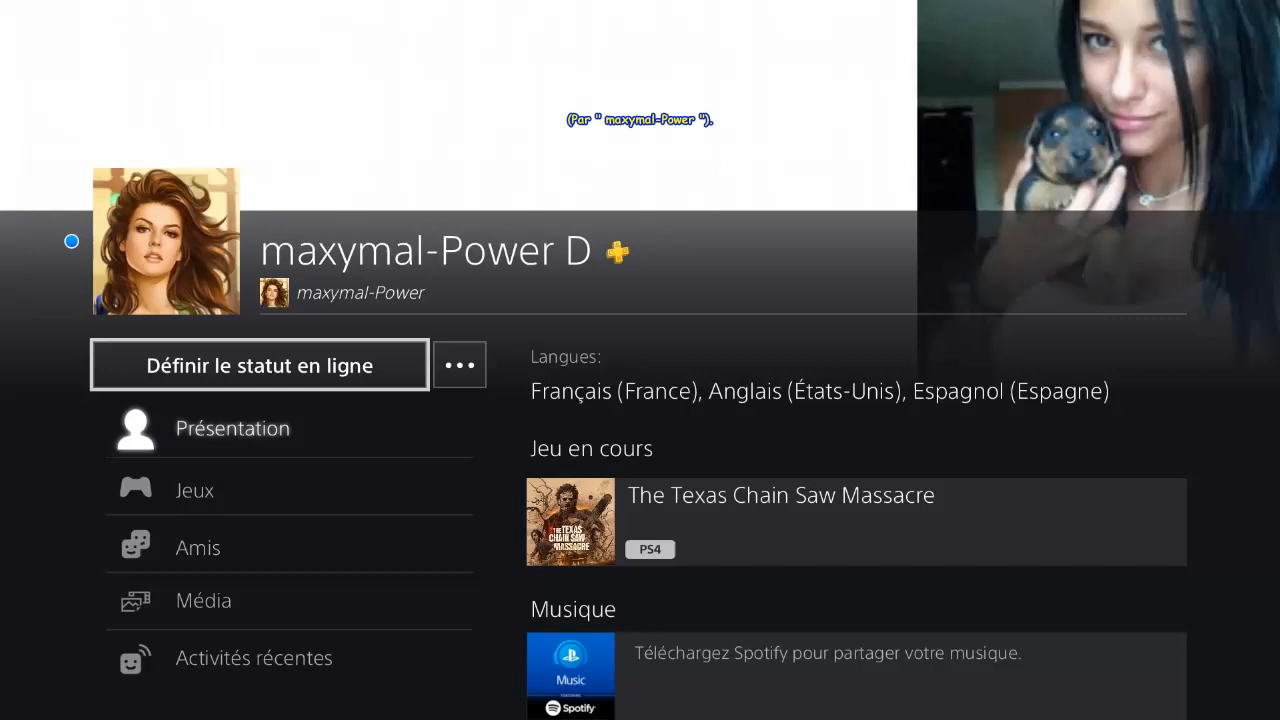 (Par " maxymal-Power ").
maxymal-Power D
maxymal-Power
Définir le statut en ligne
Langues:
Français (France), Anglais (États-Unis), Espagnol (Espagne)
Présentation
Jeu en cours
Jeux
The Texas Chain Saw Massacre
THE TEXAS
CHAIN SAW
MASSACRE
PS4
Amis
Média
Musique
Activités récentes
Téléchargez Spotify pour partager votre musique.
Music
Spotify